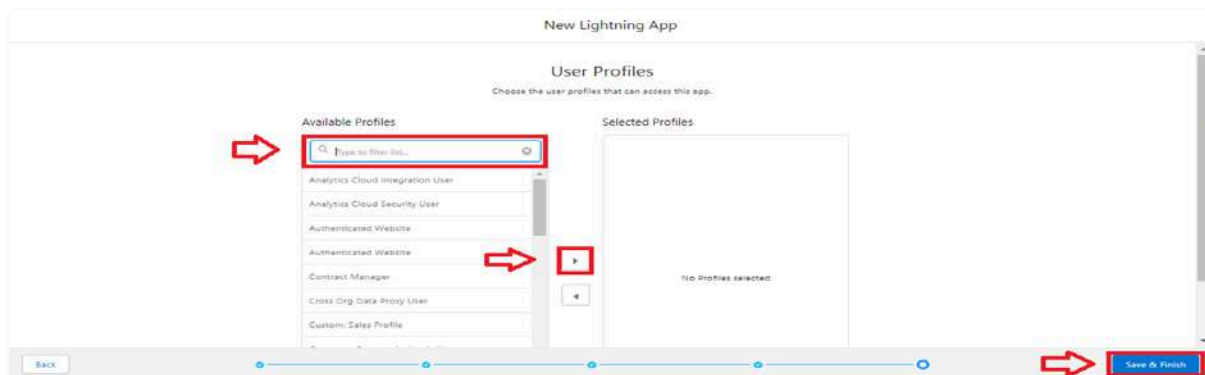 New Lightning App
User Profiles
Choose the user profiles that can access this app.
Available Profiles
Selected Profiles
Type to filter list...
Analytics Cloud Integration User
Analytics Cloud Security User
Authenticated Website
Authenticated Website
Contract Manager
Cross Org Data Proxy User
Custom: Sales Profile
No Profiles selected
Back
Save & Finish